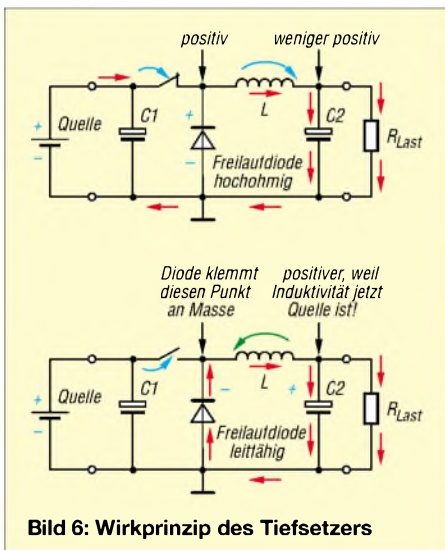 positiv
weniger positiv
+
Quelle
–
C1
+
–
L
C2
Freilaufdiode
hochohmig
RLast
Diode klemmt
diesen Punkt
an Masse
positiver, weil
Induktivität jetzt
Quelle ist!
+
Quelle
–
C1
–
L
+
C2
Freilaufdiode
leitfähig
RLast
Bild 6: Wirkprinzip des Tiefsetzers